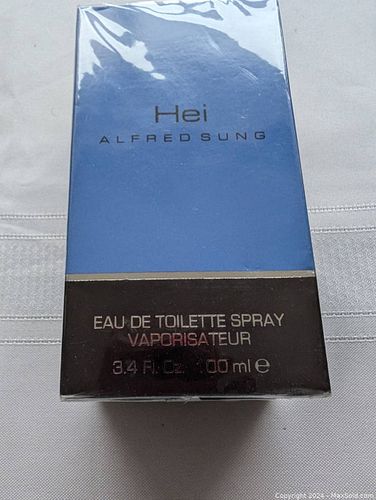 Hei
ALFRED SUNG
EAU DE TOILETTE SPRAY
VAPORISATEUR
3.4 Fl. Oz. 100 ml ℮
Copyright 2024 - MaxSold.com